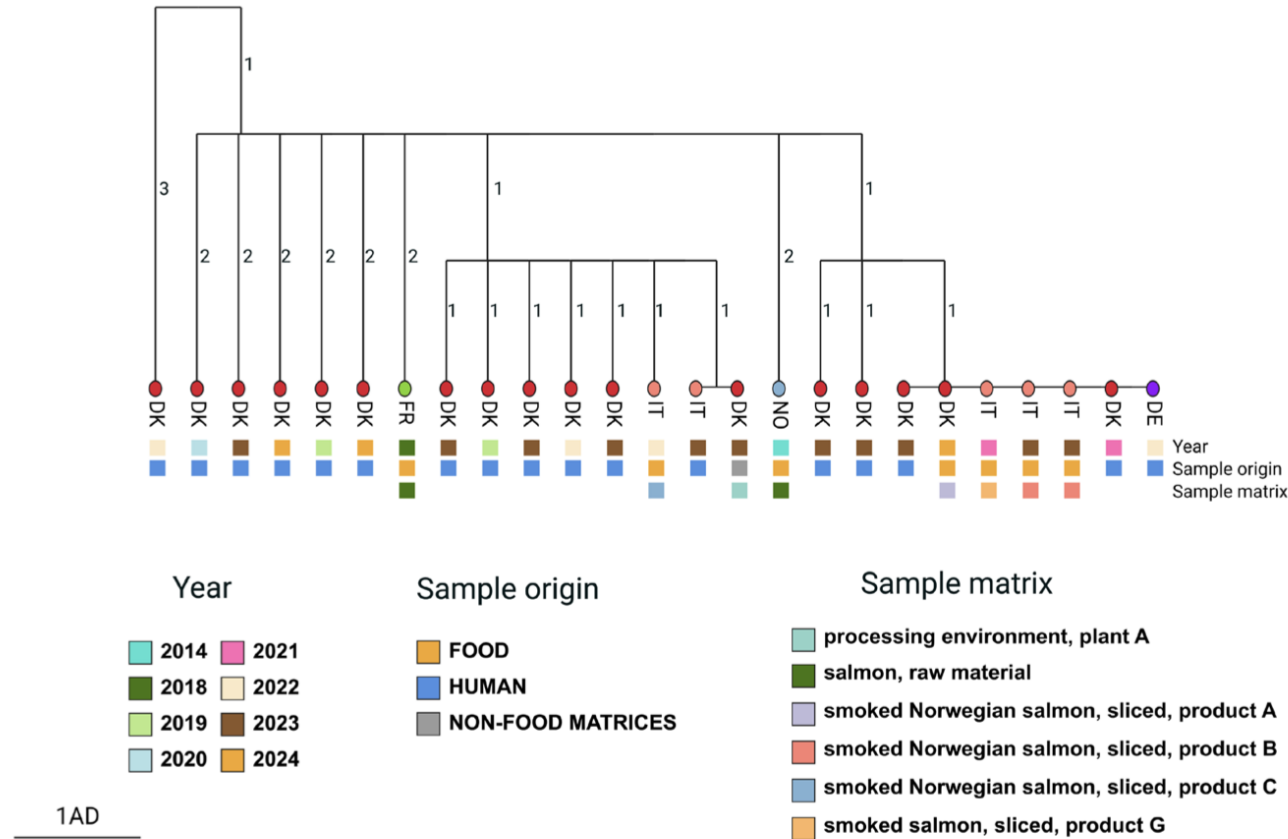 1
3
1
1
2
2
2
2
2
2
2
1
1
1
1
1
1
1
1
1
1
DK
DK
DK
DK
DK
DK
FR
DK
DK
DK
DK
DK
IT
IT
DK
NO
DK
DK
DK
DK
IT
IT
IT
DK
DE
Year
Sample origin
Sample matrix
Year
2014 2021
2018 2022
2019 2023
2020 2024
Sample origin
FOOD
HUMAN
NON-FOOD MATRICES
Sample matrix
processing environment, plant A
salmon, raw material
smoked Norwegian salmon, sliced, product A
smoked Norwegian salmon, sliced, product B
smoked Norwegian salmon, sliced, product C
smoked salmon, sliced, product G
1AD